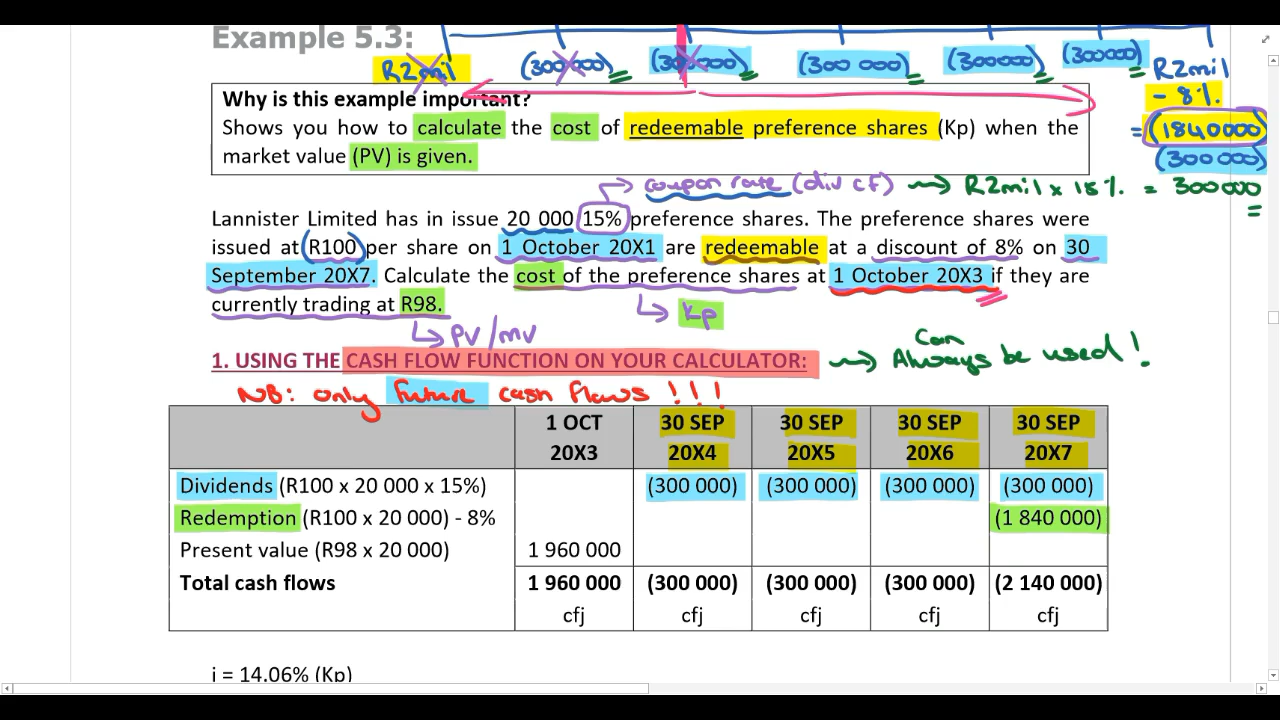 Example 5.3:
R2mil (300 000) (300 000) (300 000) (300000) (300000) R2mil
- 8%
= (1840000)
(300 000)
Why is this example important?
Shows you how to calculate the cost of redeemable preference shares (Kp) when the
market value (PV) is given.
coupon rate (div cf) → R2mil x 15% = 300000
Lannister Limited has in issue 20 000 15% preference shares. The preference shares were
issued at R100 per share on 1 October 20X1 are redeemable at a discount of 8% on 30
September 20X7. Calculate the cost of the preference shares at 1 October 20X3 if they are
currently trading at R98.
Kp
PV/mv
1. USING THE CASH FLOW FUNCTION ON YOUR CALCULATOR: → Can Always be used!
NB: only future cash flows !!!
1 OCT 30 SEP 30 SEP 30 SEP 30 SEP
20X3 20X4 20X5 20X6 20X7
Dividends (R100 x 20 000 x 15%) (300 000) (300 000) (300 000) (300 000)
Redemption (R100 x 20 000) - 8% (1 840 000)
Present value (R98 x 20 000) 1 960 000
Total cash flows 1 960 000 (300 000) (300 000) (300 000) (2 140 000)
cfj cfj cfj cfj cfj
i = 14.06% (Kp)